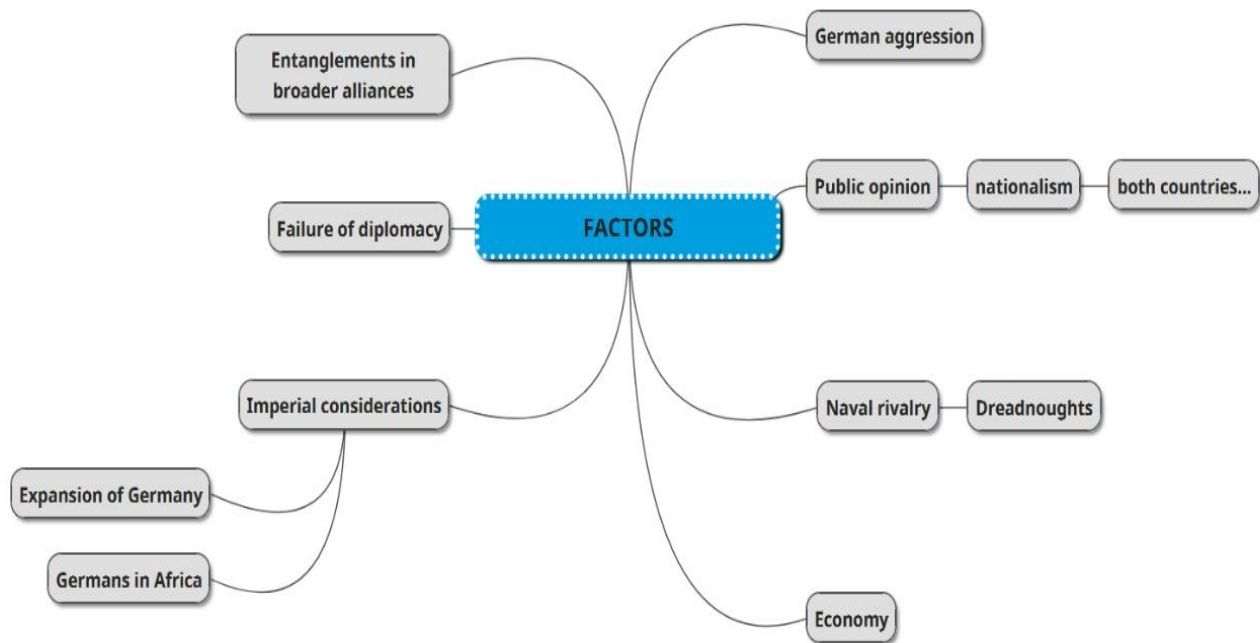 Entanglements in
broader alliances
German aggression
Public opinion
nationalism
both countries...
FACTORS
Failure of diplomacy
Imperial considerations
Naval rivalry
Dreadnoughts
Expansion of Germany
Germans in Africa
Economy